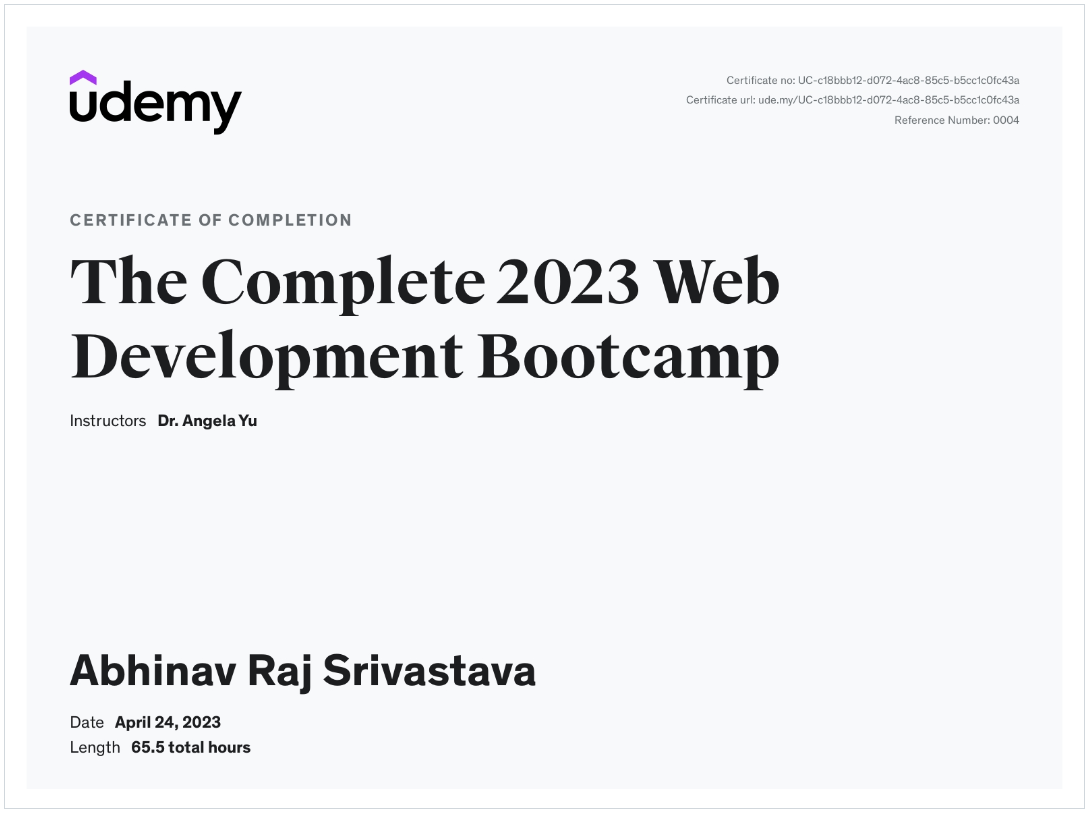 udemy
Certificate no: UC-c18bbb12-d072-4ac8-85c5-b5cc1c0fc43a
Certificate url: ude.my/UC-c18bbb12-d072-4ac8-85c5-b5cc1c0fc43a
Reference Number: 0004
CERTIFICATE OF COMPLETION
The Complete 2023 Web
Development Bootcamp
Instructors Dr. Angela Yu
Abhinav Raj Srivastava
Date April 24, 2023
Length 65.5 total hours